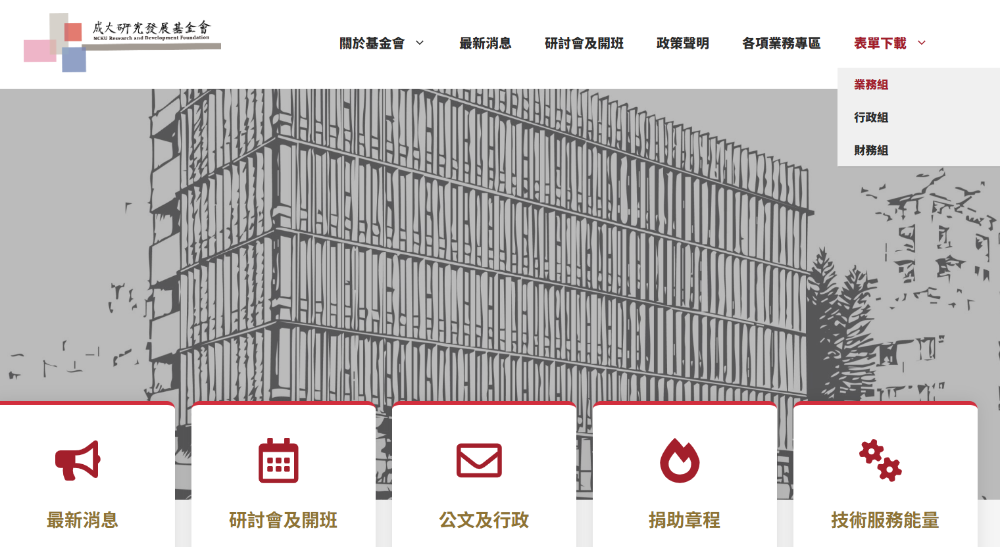 成大研究發展基金會
NCKU Research and Development Foundation
關於基金會 最新消息 研討會及開班 政策聲明 各項業務專區 表單下載
業務組
行政組
財務組
最新消息 研討會及開班 公文及行政 捐助章程 技術服務能量